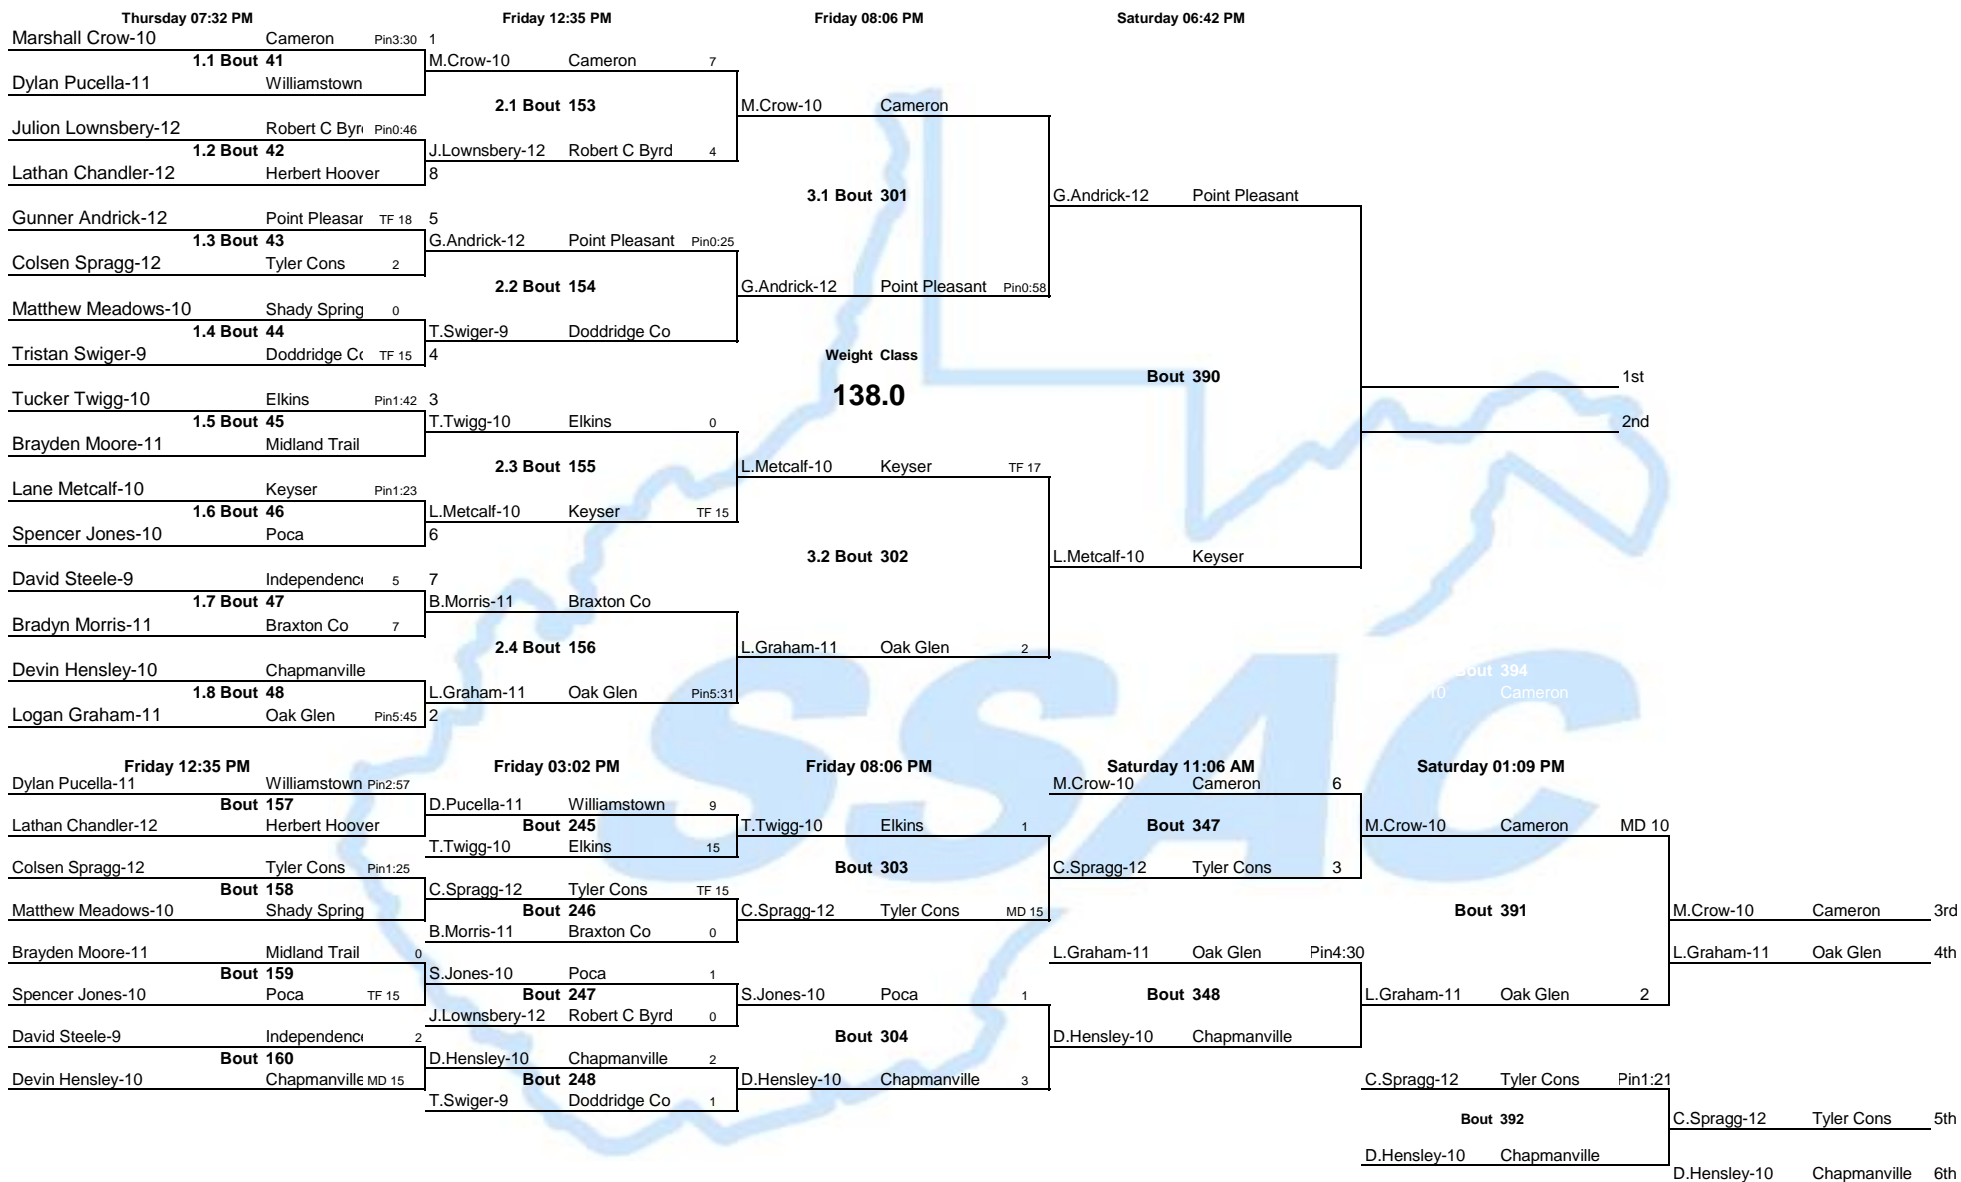 Thursday 07:32 PM Friday 12:35 PM Friday 08:06 PM Saturday 06:42 PM
Marshall Crow-10 Cameron Pin3:30 1
1.1 Bout 41
M.Crow-10 Cameron 7
Dylan Pucella-11 Williamstown
2.1 Bout 153
M.Crow-10 Cameron
Julion Lownsbery-12 Robert C Byr Pin0:46
1.2 Bout 42
J.Lownsbery-12 Robert C Byrd 4
Lathan Chandler-12 Herbert Hoover 8
3.1 Bout 301
G.Andrick-12 Point Pleasant
Gunner Andrick-12 Point Pleasar TF 18 5
1.3 Bout 43
G.Andrick-12 Point Pleasant Pin0:25
Colsen Spragg-12 Tyler Cons 2
2.2 Bout 154
G.Andrick-12 Point Pleasant Pin0:58
Matthew Meadows-10 Shady Spring 0
1.4 Bout 44
T.Swiger-9 Doddridge Co
Tristan Swiger-9 Doddridge C TF 15 4
Weight Class
138.0
Bout 390
1st
2nd
Tucker Twigg-10 Elkins Pin1:42 3
1.5 Bout 45
T.Twigg-10 Elkins 0
Brayden Moore-11 Midland Trail
2.3 Bout 155
L.Metcalf-10 Keyser TF 17
Lane Metcalf-10 Keyser Pin1:23
1.6 Bout 46
L.Metcalf-10 Keyser TF 15
Spencer Jones-10 Poca 6
3.2 Bout 302
L.Metcalf-10 Keyser
David Steele-9 Independenc 5 7
1.7 Bout 47
B.Morris-11 Braxton Co
Bradyn Morris-11 Braxton Co 7
2.4 Bout 156
L.Graham-11 Oak Glen 2
Devin Hensley-10 Chapmanville
1.8 Bout 48
L.Graham-11 Oak Glen Pin5:31
Logan Graham-11 Oak Glen Pin5:45 2
Bout 394
10 Cameron
SSAC
Friday 12:35 PM Friday 03:02 PM Friday 08:06 PM Saturday 11:06 AM Saturday 01:09 PM
Dylan Pucella-11 Williamstown Pin2:57
M.Crow-10 Cameron 6
Bout 157
D.Pucella-11 Williamstown 9
Lathan Chandler-12 Herbert Hoover
Bout 245
T.Twigg-10 Elkins 1
Bout 347
M.Crow-10 Cameron MD 10
T.Twigg-10 Elkins 15
Colsen Spragg-12 Tyler Cons Pin1:25
Bout 303
C.Spragg-12 Tyler Cons 3
Bout 158
C.Spragg-12 Tyler Cons TF 15
Matthew Meadows-10 Shady Spring
Bout 246
C.Spragg-12 Tyler Cons MD 15
Bout 391
M.Crow-10 Cameron 3rd
B.Morris-11 Braxton Co 0
Brayden Moore-11 Midland Trail 0
L.Graham-11 Oak Glen Pin4:30
L.Graham-11 Oak Glen 4th
Bout 159
S.Jones-10 Poca 1
Spencer Jones-10 Poca TF 15
Bout 247
S.Jones-10 Poca 1
Bout 348
L.Graham-11 Oak Glen 2
J.Lownsbery-12 Robert C Byrd 0
David Steele-9 Independenc 2
Bout 304
D.Hensley-10 Chapmanville
Bout 160
D.Hensley-10 Chapmanville 2
Devin Hensley-10 Chapmanville MD 15
Bout 248
D.Hensley-10 Chapmanville 3
C.Spragg-12 Tyler Cons Pin1:21
T.Swiger-9 Doddridge Co 1
Bout 392
C.Spragg-12 Tyler Cons 5th
D.Hensley-10 Chapmanville
D.Hensley-10 Chapmanville 6th